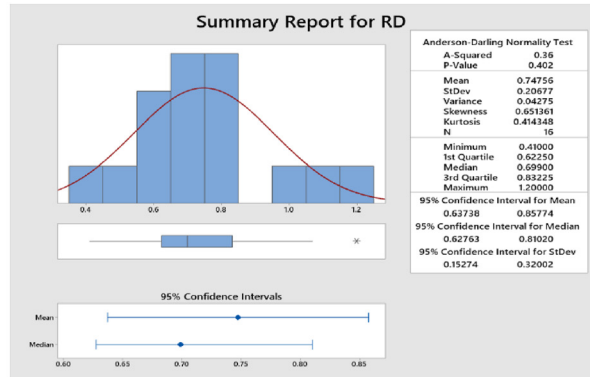 Summary Report for RD
Anderson-Darling Normality Test
A-Squared 0.36
P-Value 0.402
Mean 0.74756
StDev 0.20677
Variance 0.04275
Skewness 0.651361
Kurtosis 0.414348
N 16
Minimum 0.41000
1st Quartile 0.62250
Median 0.69900
3rd Quartile 0.83225
Maximum 1.20000
95% Confidence Interval for Mean
0.63738 0.85774
95% Confidence Interval for Median
0.62763 0.81020
95% Confidence Interval for StDev
0.15274 0.32002
0.4 0.6 0.8 1.0 1.2
95% Confidence Intervals
Mean
Median
0.60 0.65 0.70 0.75 0.80 0.85